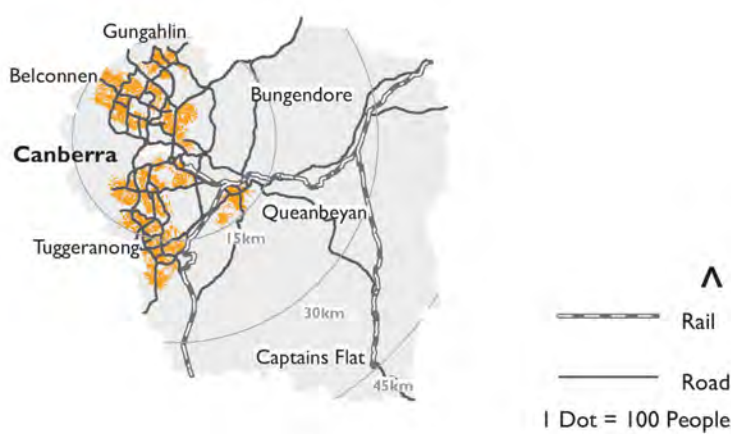 Gungahlin
Belconnen
Bungendore
Canberra
Queanbeyan
Tuggeranong
15km
30km
Rail
Captains Flat
45km
Road
1 Dot = 100 People